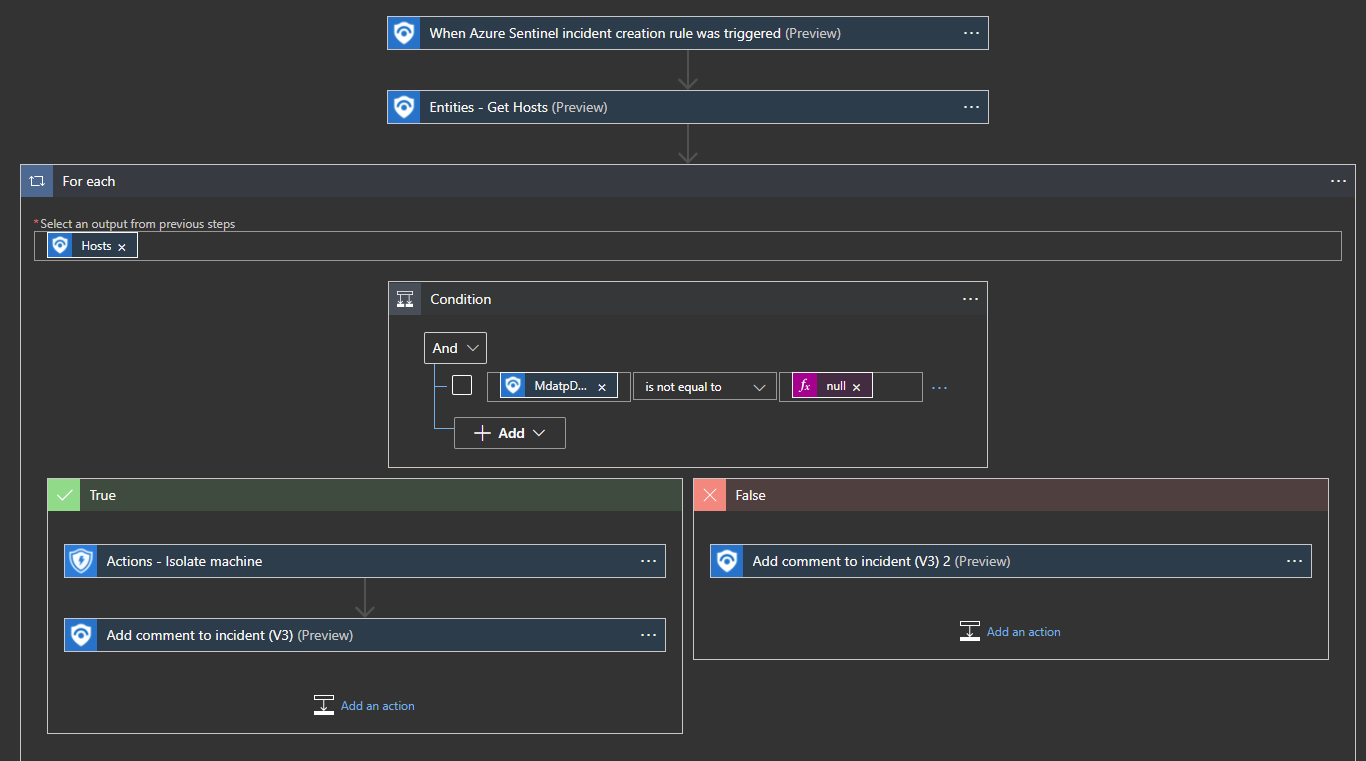 When Azure Sentinel incident creation rule was triggered (Preview)
Entities - Get Hosts (Preview)
For each
*Select an output from previous steps
Hosts
Condition
And
MdatpD... is not equal to fx null
Add
True
False
Actions - Isolate machine
Add comment to incident (V3) 2 (Preview)
Add comment to incident (V3) (Preview)
Add an action
Add an action